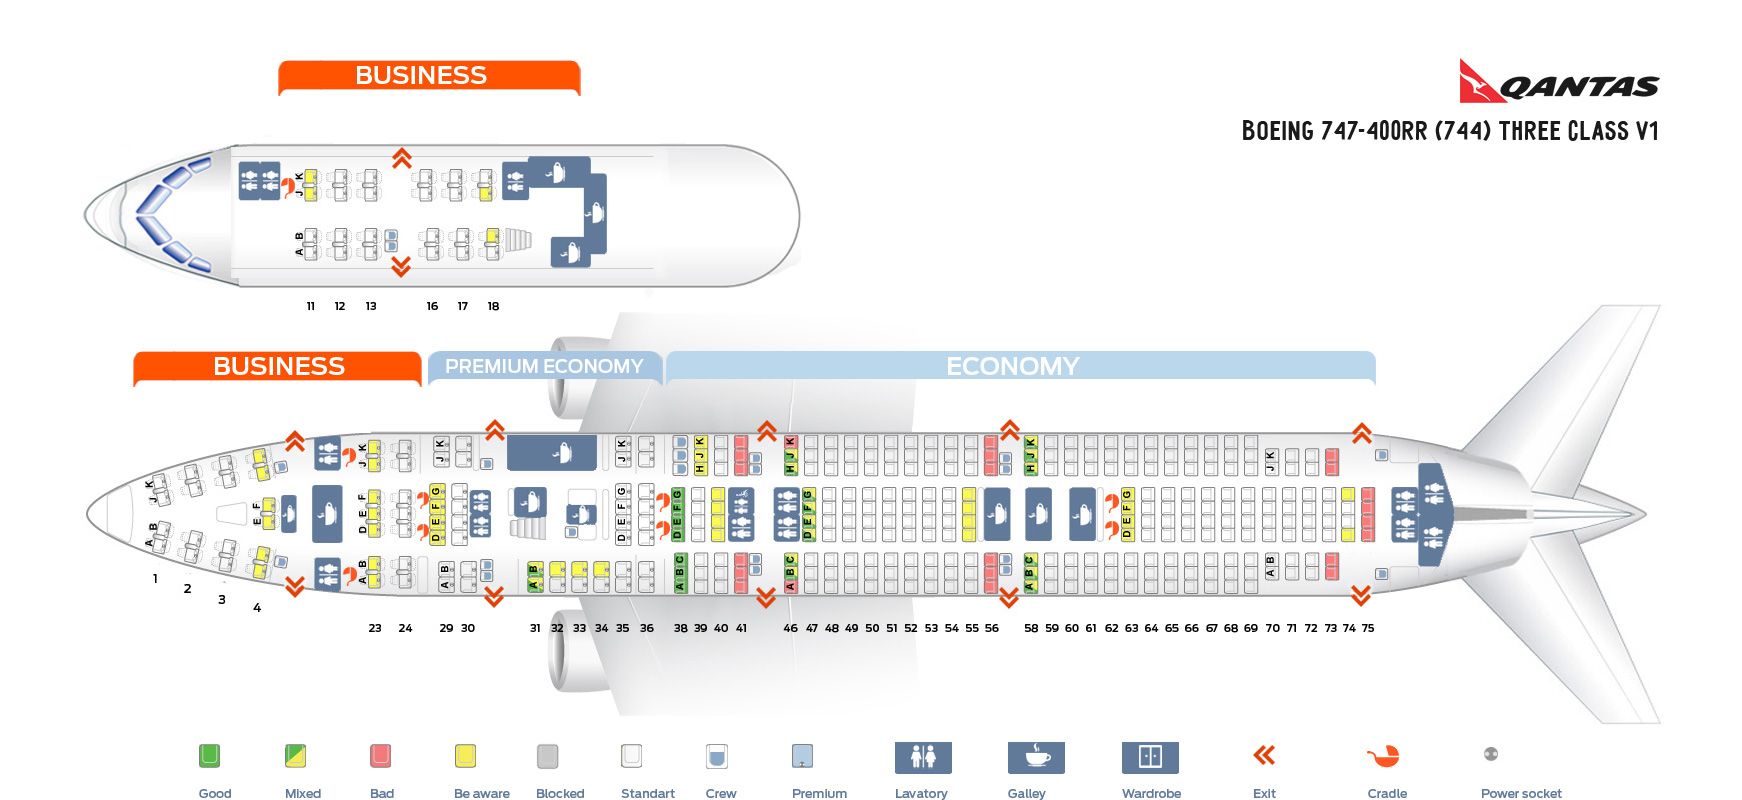 BUSINESS
QANTAS
BOEING 747-400RR (744) THREE CLASS V1
J K
A B
11 12 13 16 17 18
BUSINESS PREMIUM ECONOMY ECONOMY
J K
J K
J K
J K
H J K
H J K
H J K
J K
E F
D E F
D E F G
D E F G
D E F G
D E F G
D E F G
A B
A B
A B
A B
A B C
A B C
A B C
A B
1 2 3 4
23 24 29 30 31 32 33 34 35 36 38 39 40 41 46 47 48 49 50 51 52 53 54 55 56 58 59 60 61 62 63 64 65 66 67 68 69 70 71 72 73 74 75
Good Mixed Bad Be aware Blocked Standart Crew Premium Lavatory Galley Wardrobe Exit Cradle Power socket